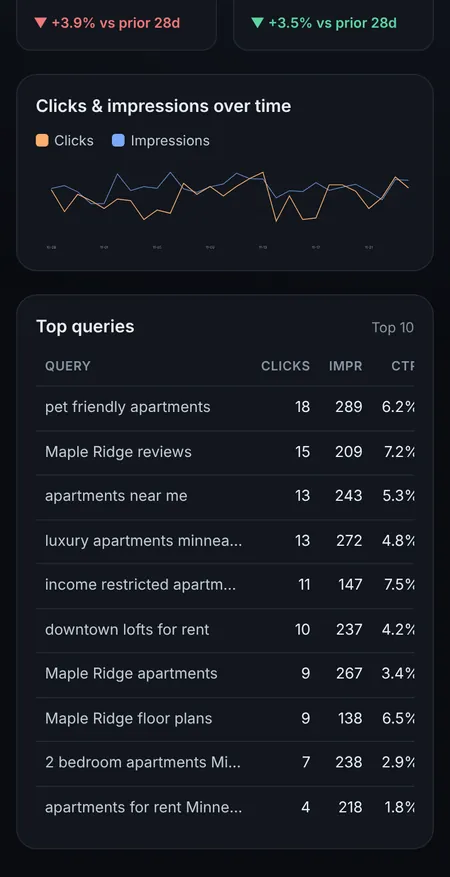 ▼ +3.9% vs prior 28d ▼ +3.5% vs prior 28d
Clicks & impressions over time
Clicks Impressions
Top queries Top 10
QUERY CLICKS IMPR CTR
pet friendly apartments 18 289 6.2%
Maple Ridge reviews 15 209 7.2%
apartments near me 13 243 5.3%
luxury apartments minnea... 13 272 4.8%
income restricted apartm... 11 147 7.5%
downtown lofts for rent 10 237 4.2%
Maple Ridge apartments 9 267 3.4%
Maple Ridge floor plans 9 138 6.5%
2 bedroom apartments Mi... 7 238 2.9%
apartments for rent Minne... 4 218 1.8%